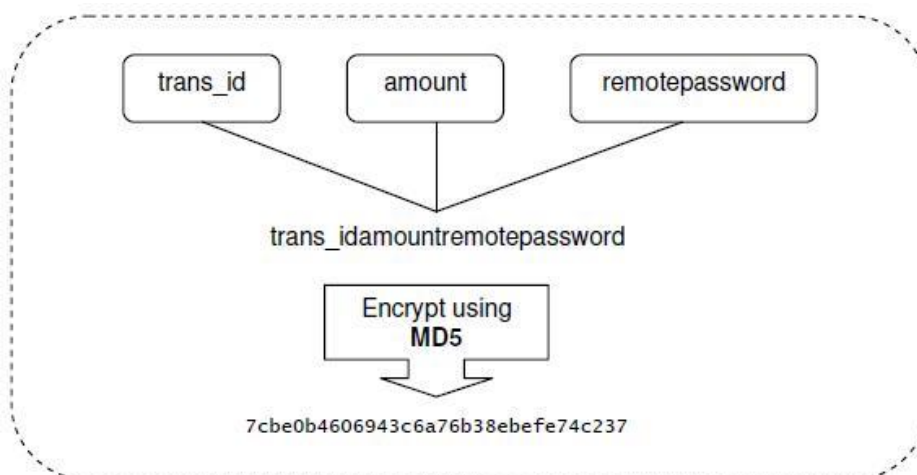 trans_id amount remotepassword
trans_idamountremotepassword
Encrypt using
MD5
7cbe0b4606943c6a76b38ebefe74c237